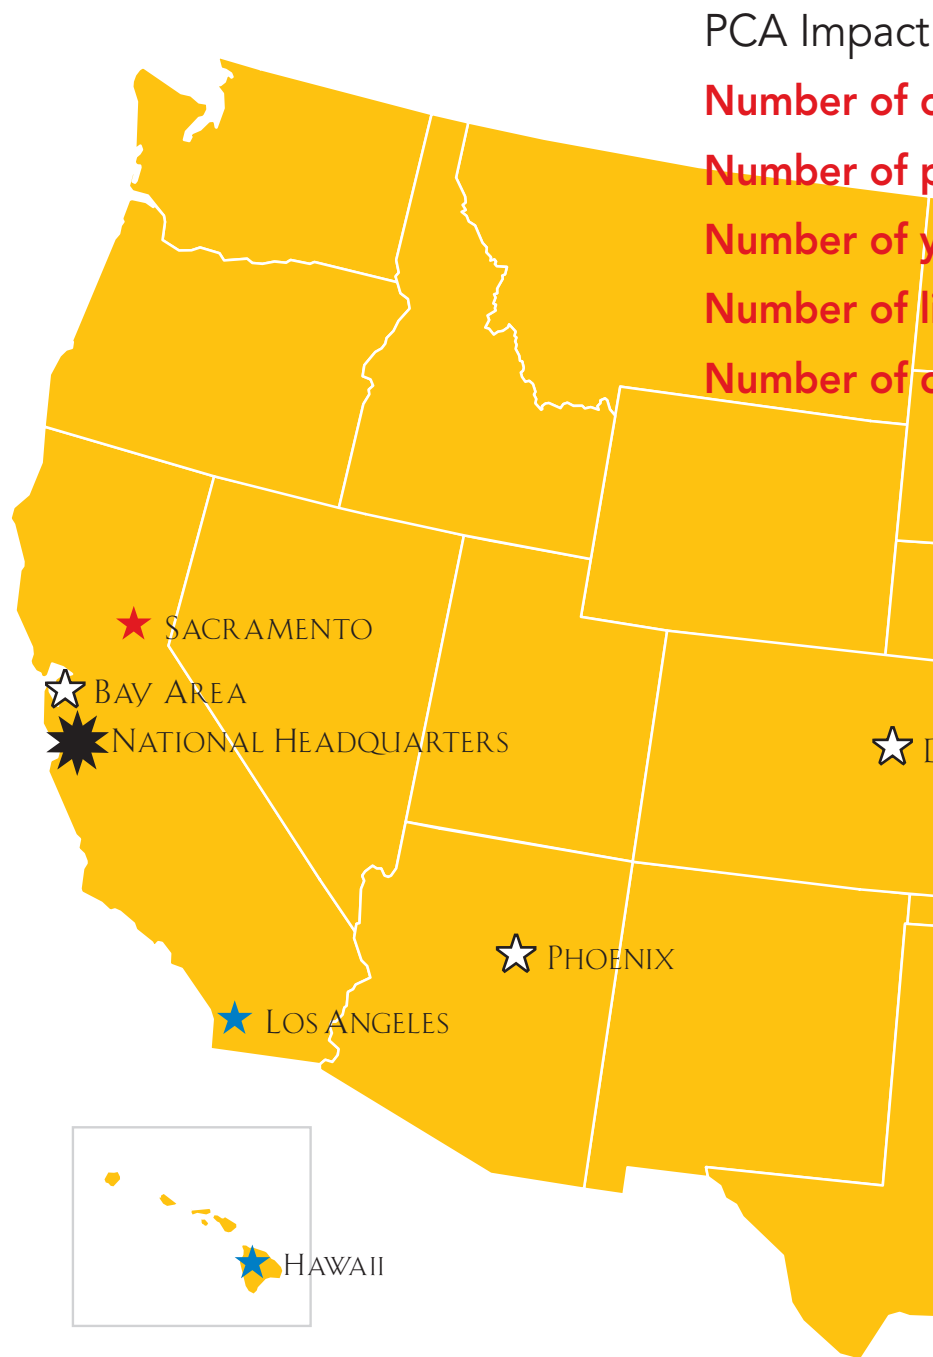 PCA Impact
Number of
Number of
Number of
Number of
Number of
SACRAMENTO
BAY AREA
NATIONAL HEADQUARTERS
PHOENIX
LOS ANGELES
HAWAII